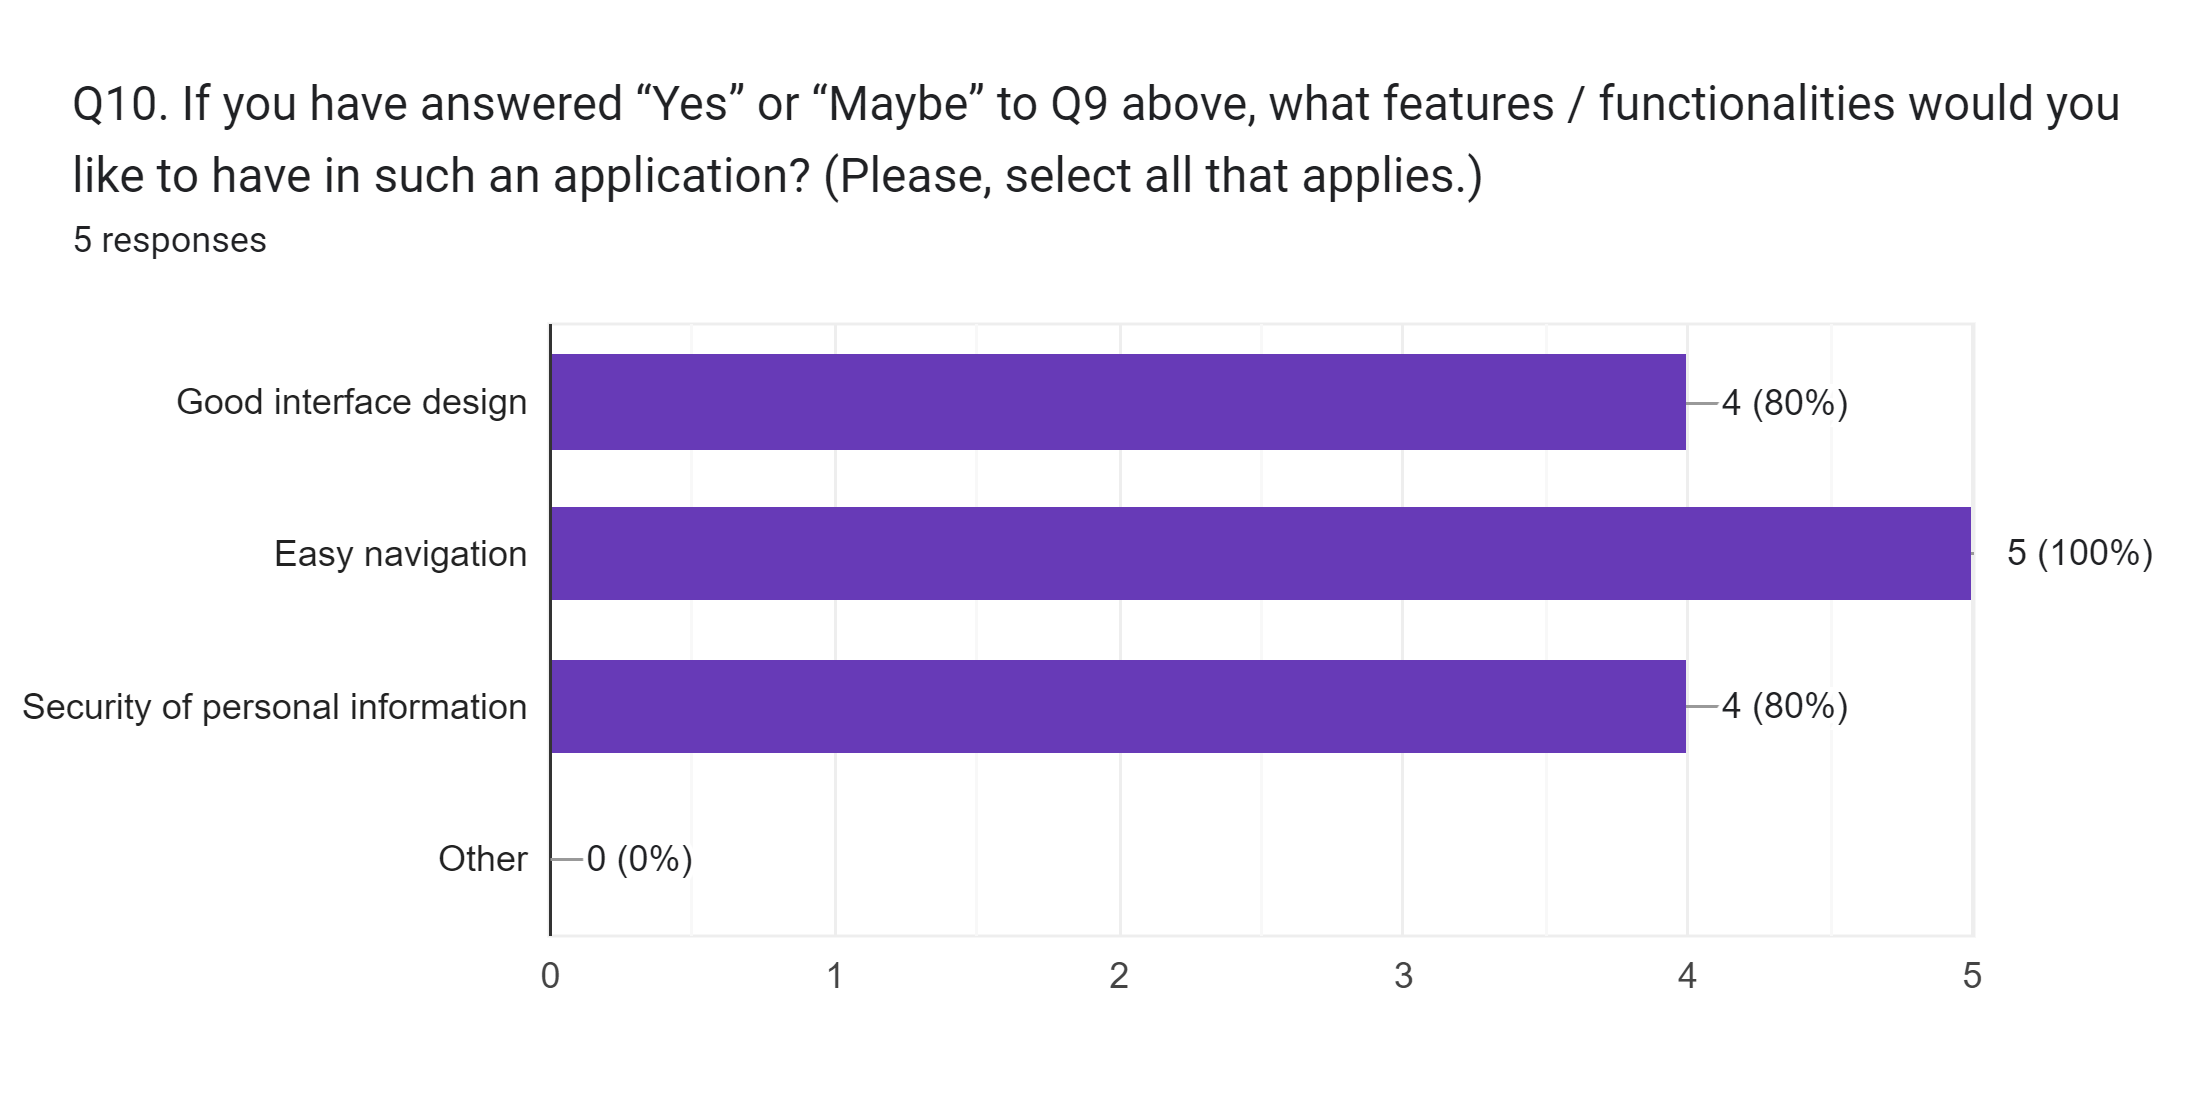 Q10. If you have answered “Yes” or “Maybe” to Q9 above, what features / functionalities would you
like to have in such an application? (Please, select all that applies.)
5 responses
Good interface design
4 (80%)
Easy navigation
5 (100%)
Security of personal information
4 (80%)
Other
0 (0%)
0 1 2 3 4 5